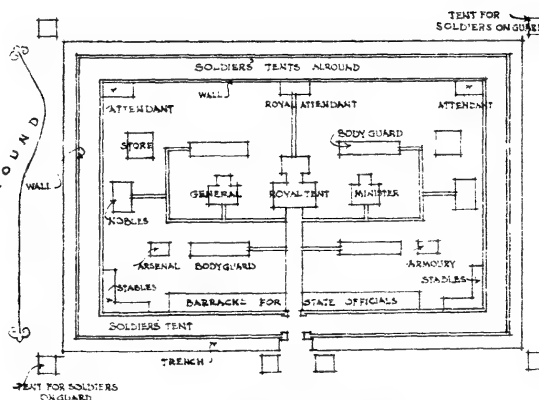 TENT FOR
SOLDIERS ON GUARD
SOLDIERS' TENTS ALROUND
WALL
ATTENDANT
ROYAL ATTENDANT
ATTENDANT
STORE
BODY GUARD
WALL
GENERAL
ROYAL TENT
MINISTER
NOBLES
ARSENAL
BODYGUARD
ARMOURY
STABLES
STABLES
BARRACKS FOR STATE OFFICIALS
SOLDIERS TENT
TRENCH
TENT FOR SOLDIERS
ON GUARD